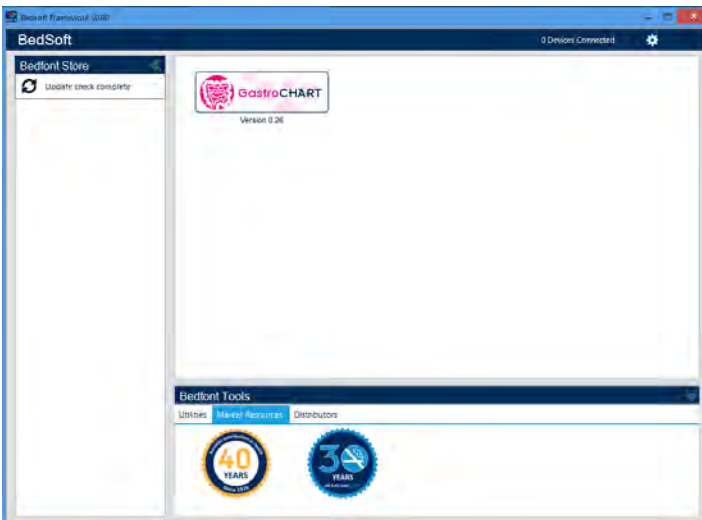 BedSoft
0 Devices Connected
Bedfont Store
Update check complete
GastroCHART
Version 0.26
Bedfont Tools
Utilities
Market Resources
Distributors
40
YEARS
30
YEARS